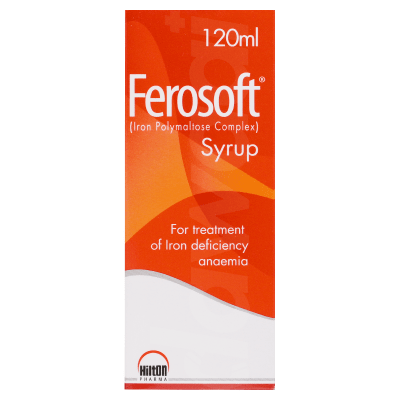 120ml
Ferosoft®
(Iron Polymaltose Complex)
Syrup
For treatment
of Iron deficiency
anaemia
Hilton
PHARMA